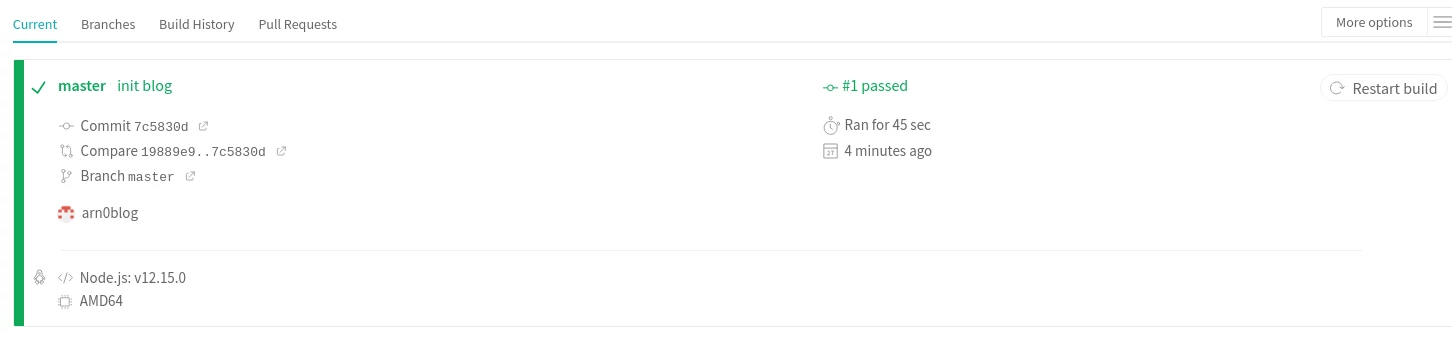 Current Branches Build History Pull Requests More options
master init blog #1 passed Restart build
Commit 7c5830d Ran for 45 sec
Compare 19889e9..7c5830d 4 minutes ago
Branch master
arn0blog
Node.js: v12.15.0
AMD64